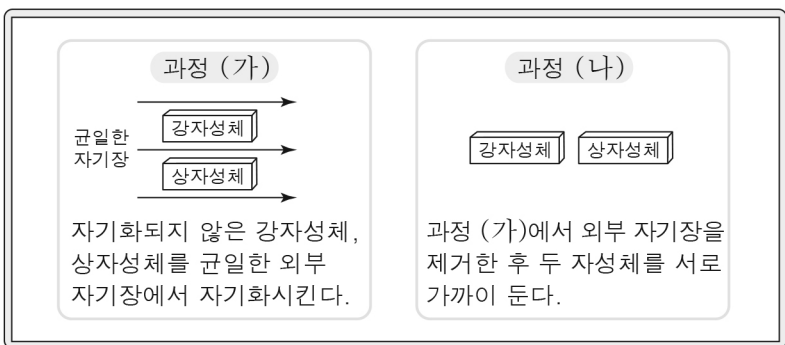 과정 (가)
균일한
자기장
강자성체
상자성체
자기화되지 않은 강자성체,
상자성체를 균일한 외부
자기장에서 자기화시킨다.
과정 (나)
강자성체 상자성체
과정 (가)에서 외부 자기장을
제거한 후 두 자성체를 서로
가까이 둔다.